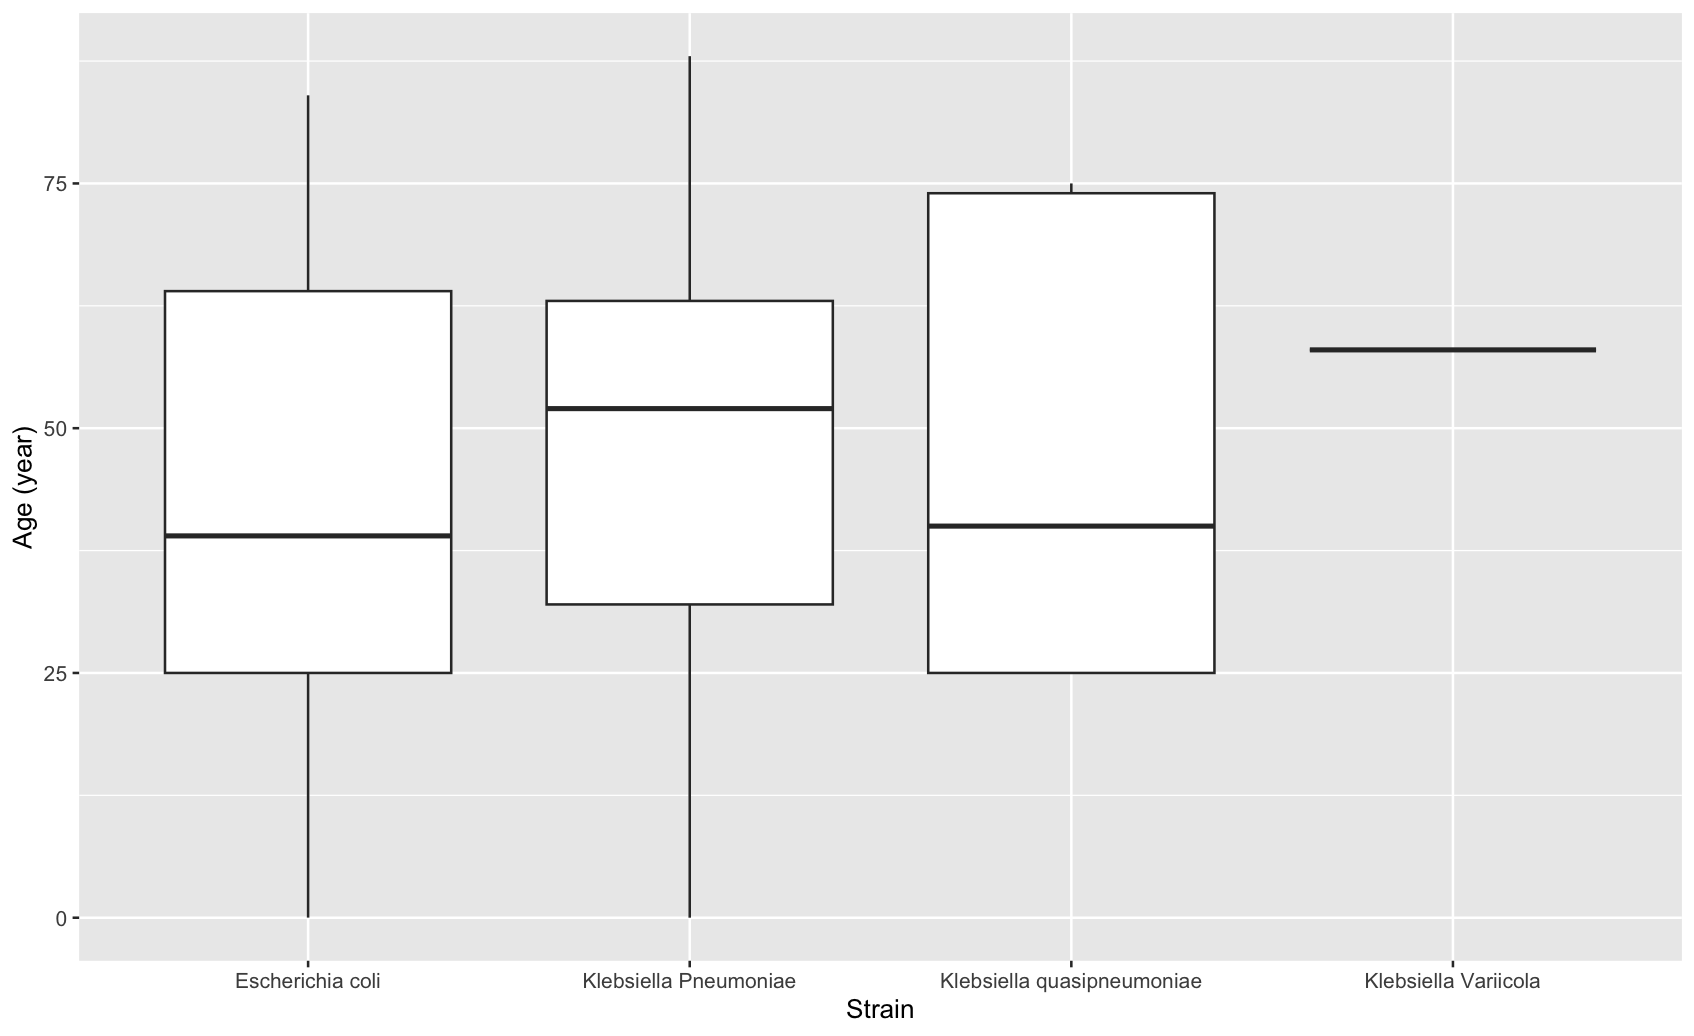 Age (year)
75
50
25
0
Escherichia coli
Klebsiella Pneumoniae
Klebsiella quasipneumoniae
Klebsiella Variicola
Strain